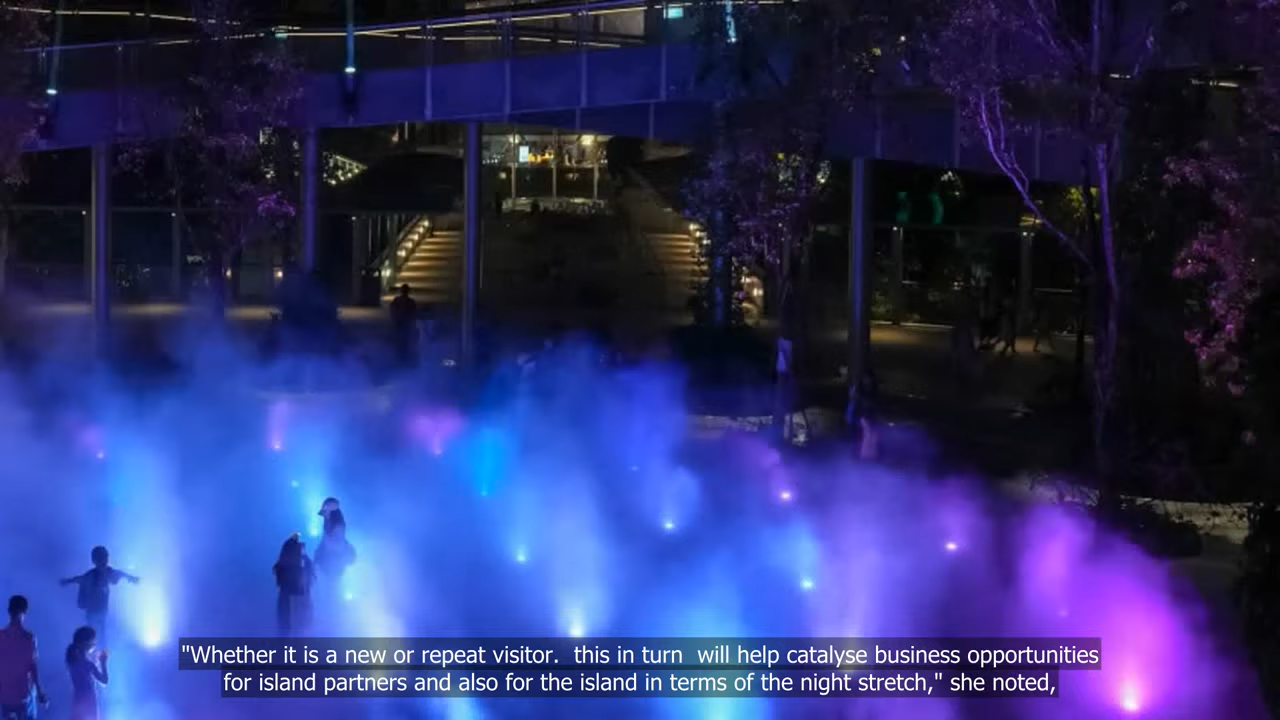 "Whether it is a new or repeat visitor.  this in turn  will help catalyse business opportunities
for island partners and also for the island in terms of the night stretch," she noted,